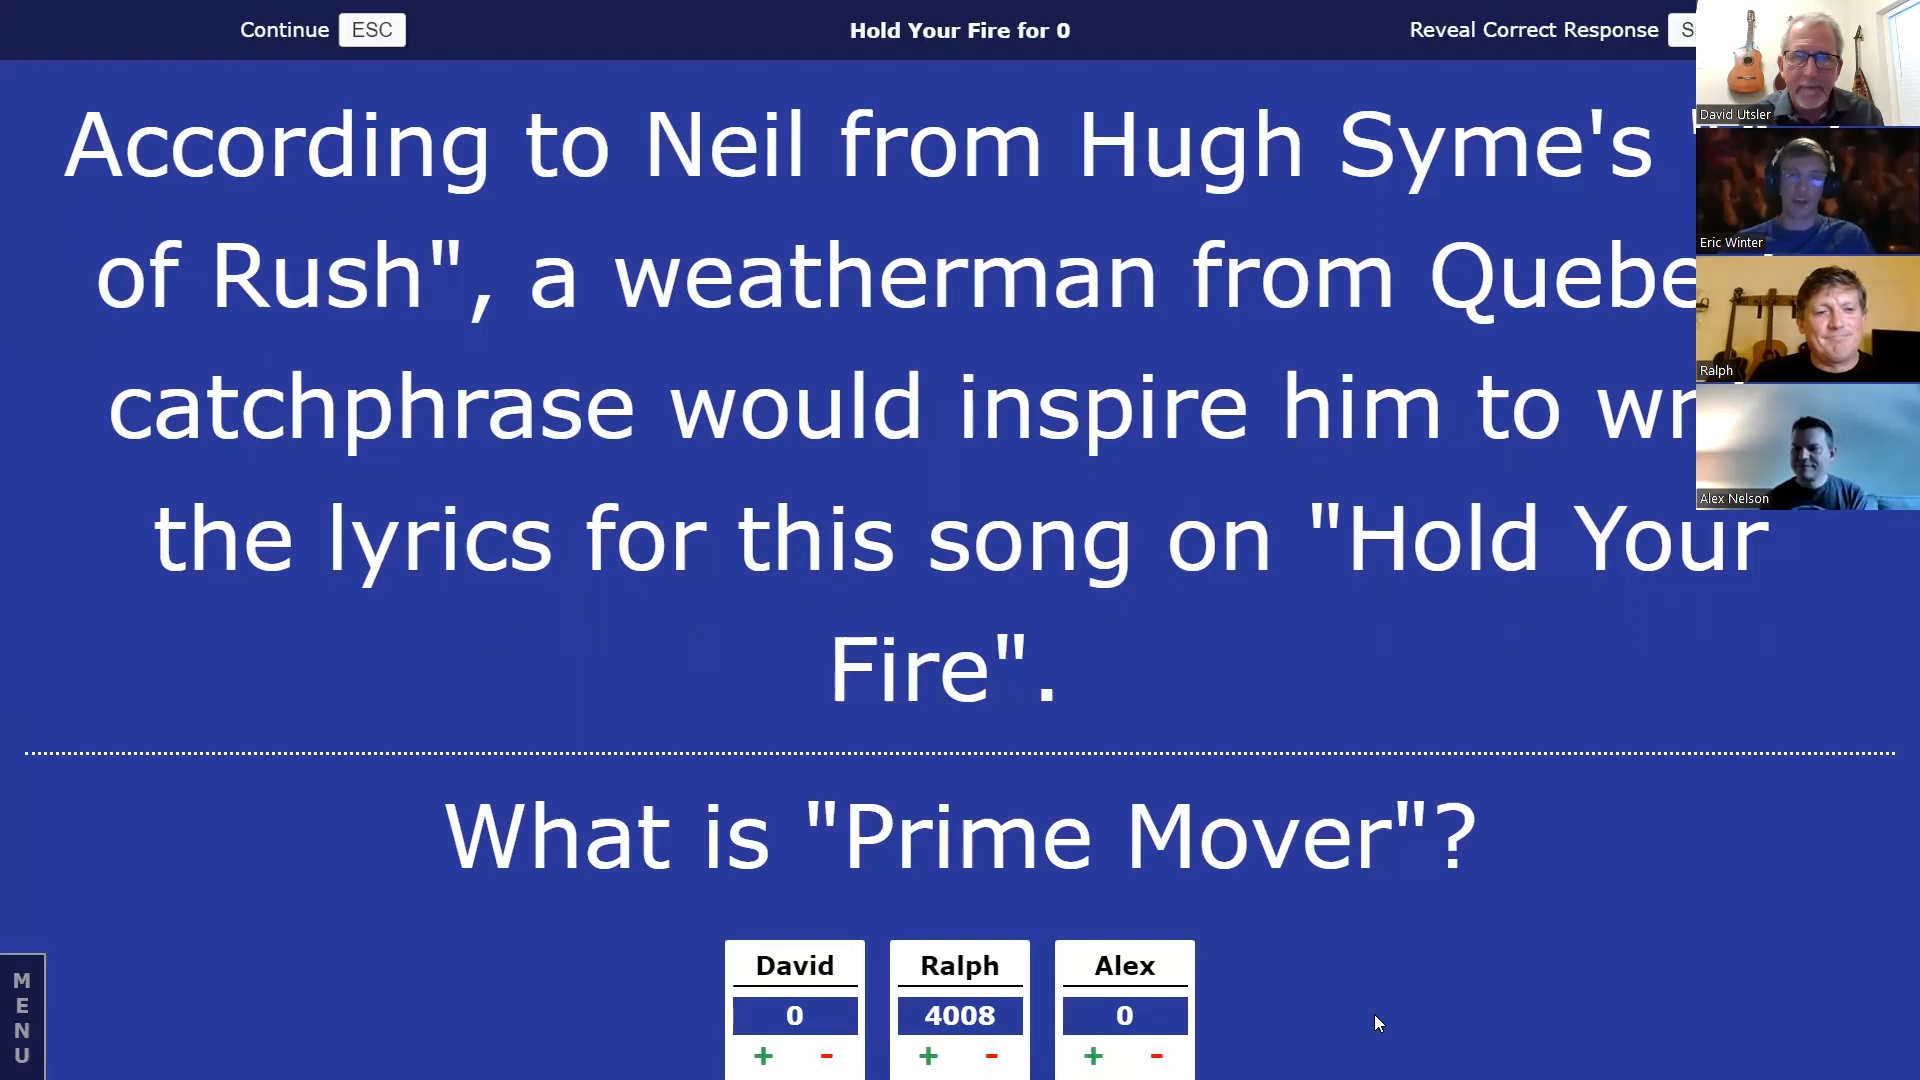 Continue ESC
Hold Your Fire for 0
Reveal Correct Response
According to Neil from Hugh Syme's
of Rush", a weatherman from
catchphrase would inspire him to
the lyrics for this song on "Hold Your
Fire".
What is "Prime Mover"?
David Utsler
Eric Winter
Ralph
Alex Nelson
MENU
David
0
+ -
Ralph
4008
+ -
Alex
0
+ -